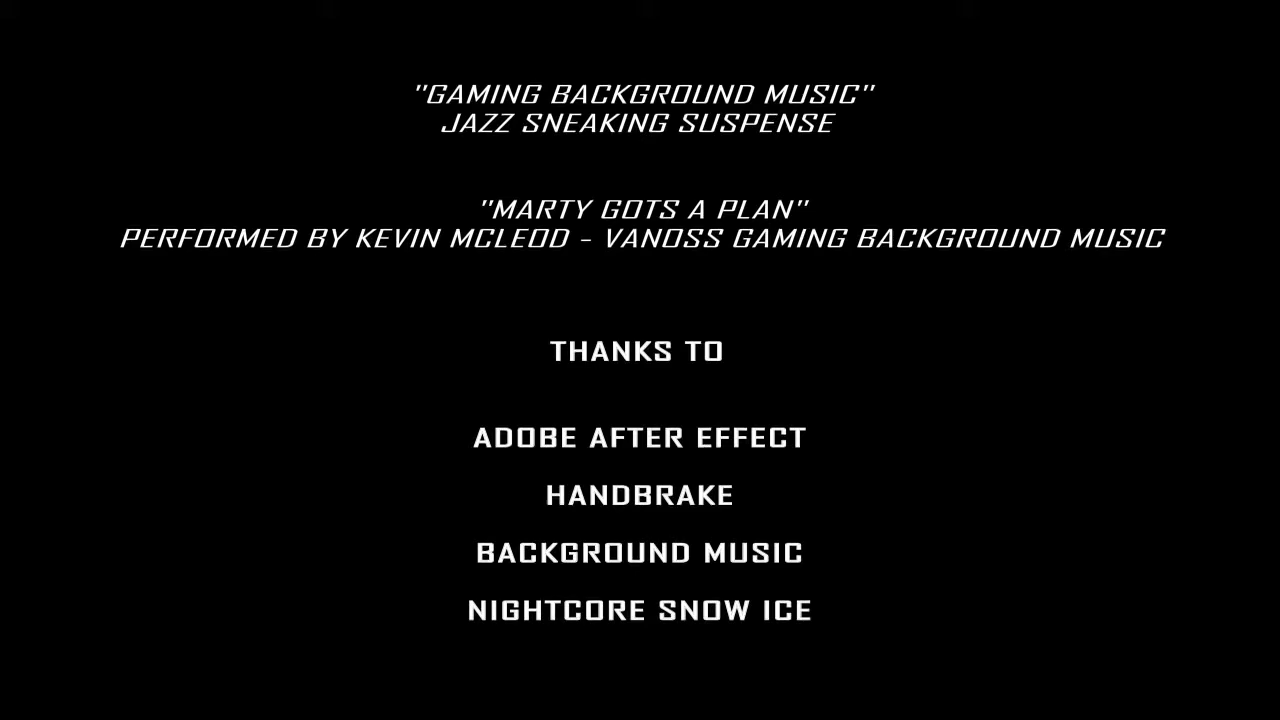 "GAMING BACKGROUND MUSIC"
JAZZ SNEAKING SUSPENSE
"MARTY GOTS A PLAN"
PERFORMED BY KEVIN MCLEOD - VANOSS GAMING BACKGROUND MUSIC
THANKS TO
ADOBE AFTER EFFECT
HANDBRAKE
BACKGROUND MUSIC
NIGHTCORE SNOW ICE